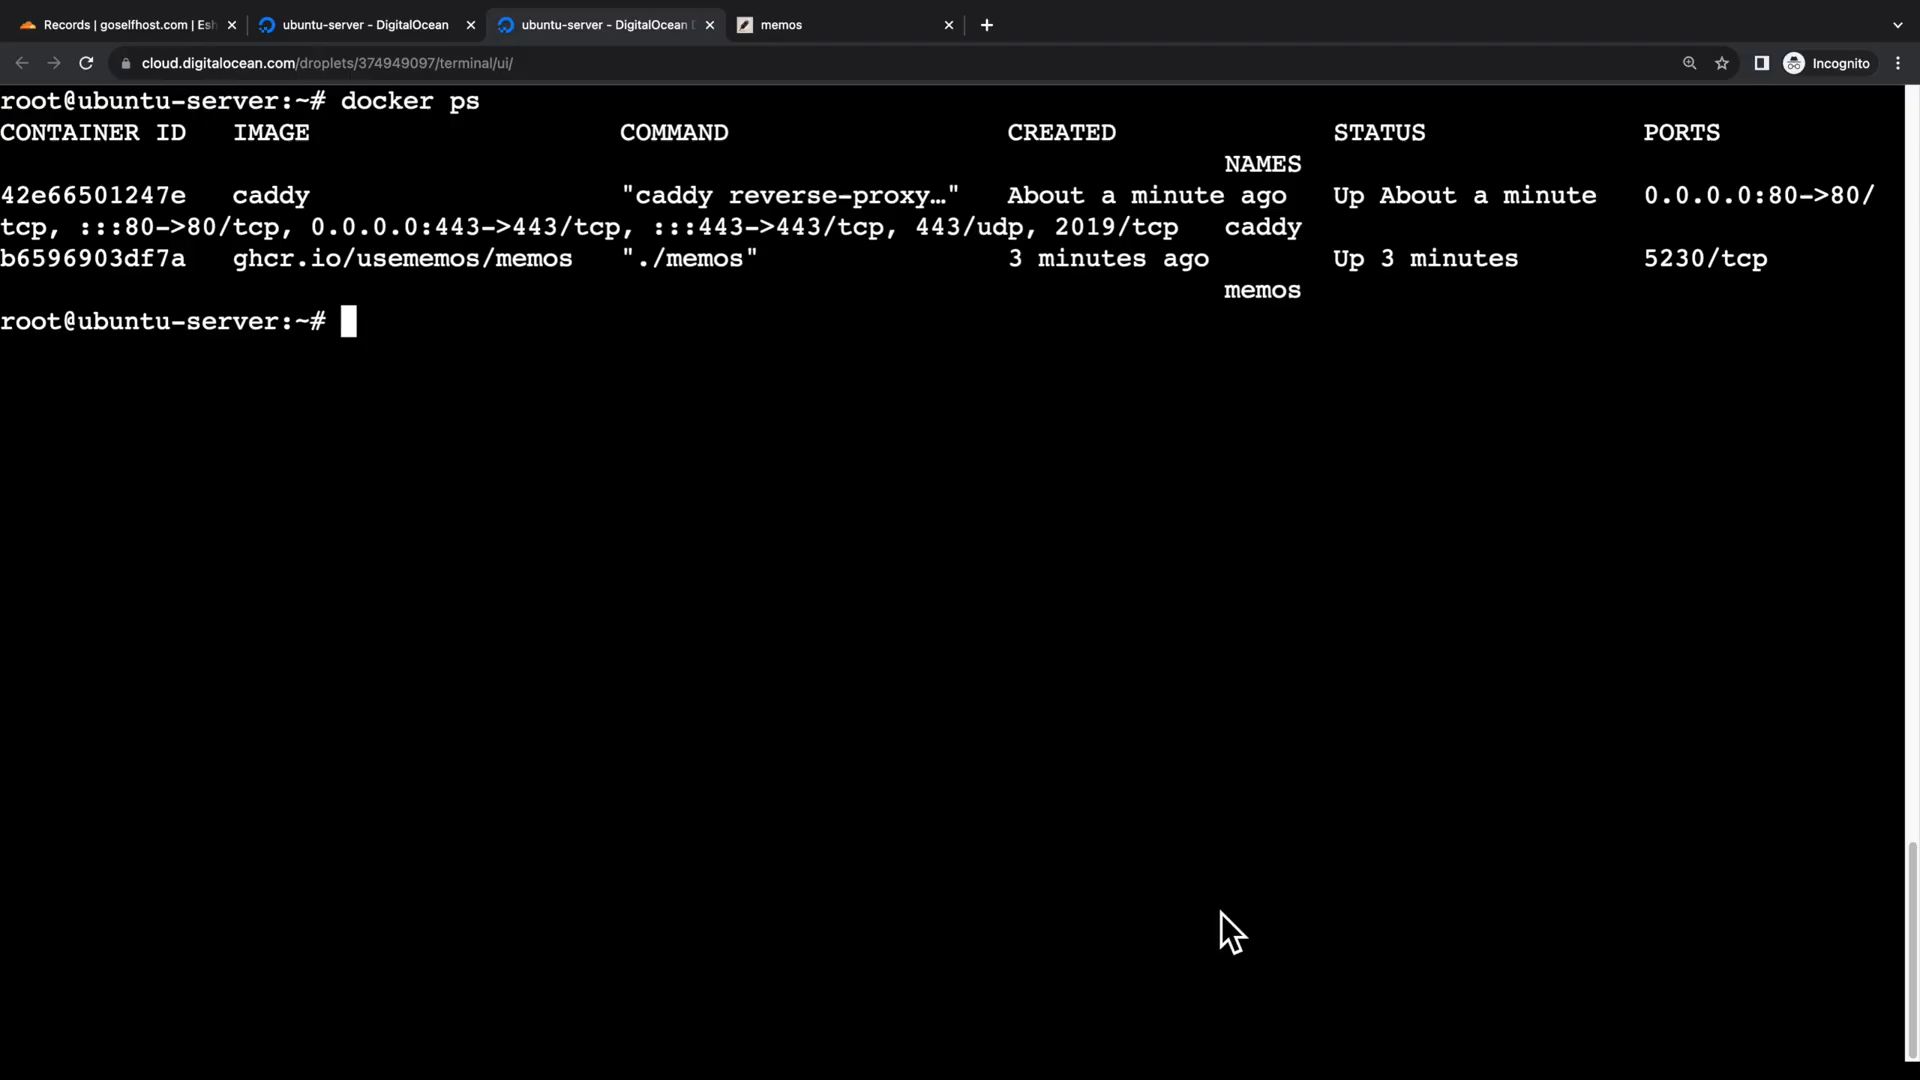 Records | goselfhost.com | Esh
ubuntu-server - DigitalOcean
ubuntu-server - DigitalOcean D
memos
cloud.digitalocean.com/droplets/374949097/terminal/ui/
Incognito
root@ubuntu-server:~# docker ps
CONTAINER ID IMAGE COMMAND CREATED STATUS PORTS
NAMES
42e66501247e caddy "caddy reverse-proxy…" About a minute ago Up About a minute 0.0.0.0:80->80/
tcp, :::80->80/tcp, 0.0.0.0:443->443/tcp, :::443->443/tcp, 443/udp, 2019/tcp caddy
b6596903df7a ghcr.io/usememos/memos "./memos" 3 minutes ago Up 3 minutes 5230/tcp
memos
root@ubuntu-server:~#